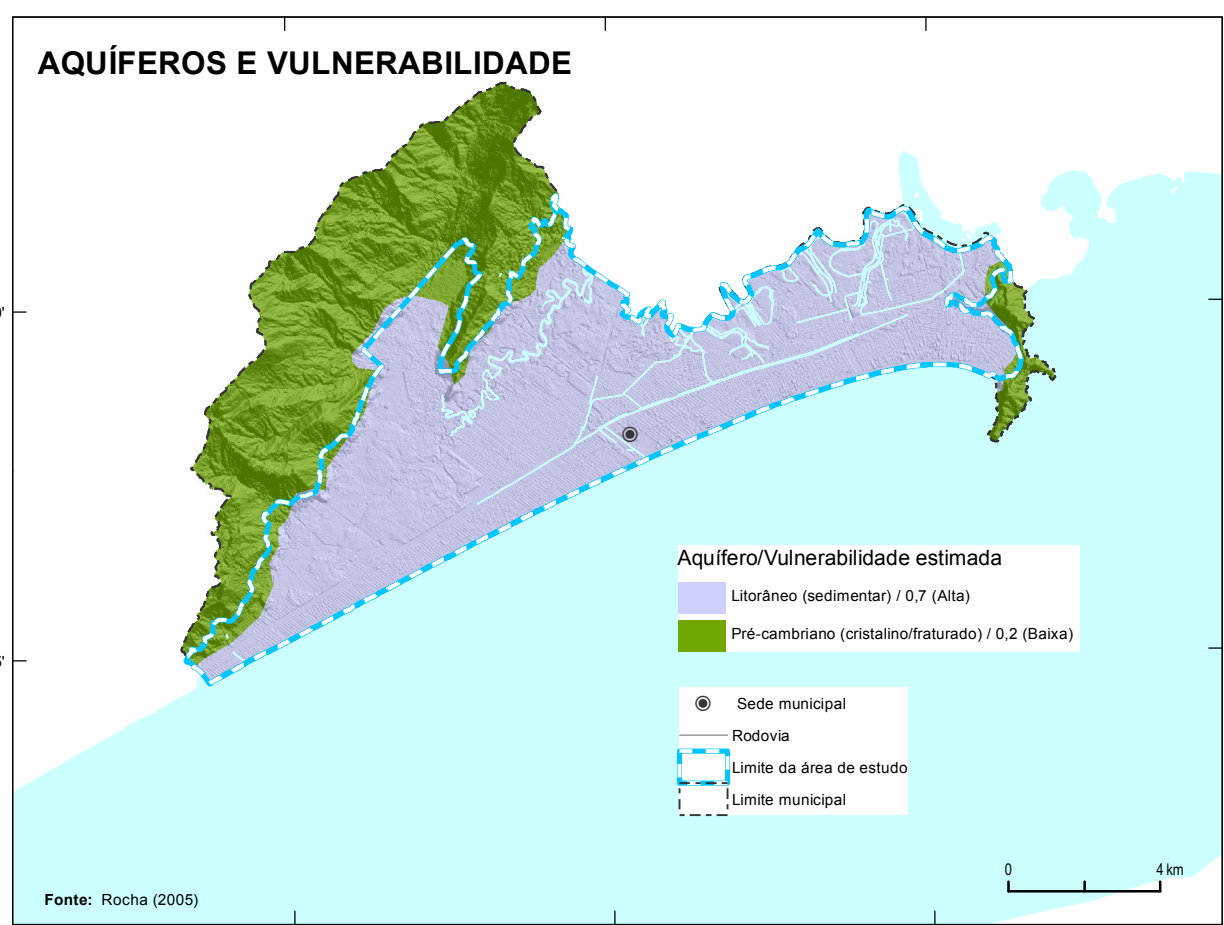 AQUÍFEROS E VULNERABILIDADE
Aquífero/Vulnerabilidade estimada
Litorâneo (sedimentar) / 0,7 (Alta)
Pré-cambriano (cristalino/fraturado) / 0,2 (Baixa)
Sede municipal
Rodovia
Limite da área de estudo
Limite municipal
0 4 km
Fonte: Rocha (2005)